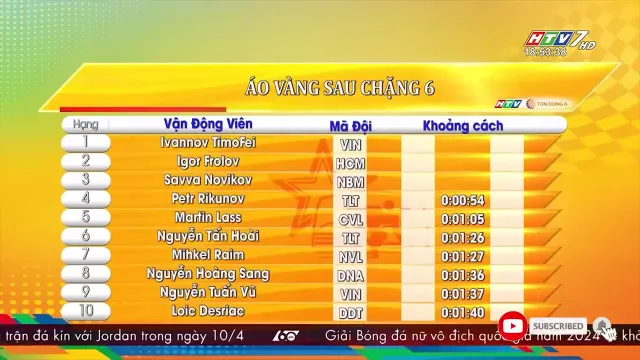 HTV7 HD
18:53:38
ÁO VÀNG SAU CHẶNG 6
HTV TON DONG A
Hạng Vận Động Viên Mã Đội Khoảng cách
1 Ivannov TimoFei VIN
2 Igor Frolov HCM
3 Savva Novikov NBM
4 Petr Rikunov TLT 0:00:54
5 Martin Lass CVL 0:01:05
6 Nguyễn Tấn Hoài TLT 0:01:26
7 Mihkel Raim NVL 0:01:27
8 Nguyễn Hoàng Sang DNA 0:01:36
9 Nguyễn Tuấn Vũ VIN 0:01:37
10 Loic Desriac DDT 0:01:40
SUBSCRIBED
trận đá kín với Jordan trong ngày 10/4 Giải Bóng đá nữ vô địch quốc gia năm 2024